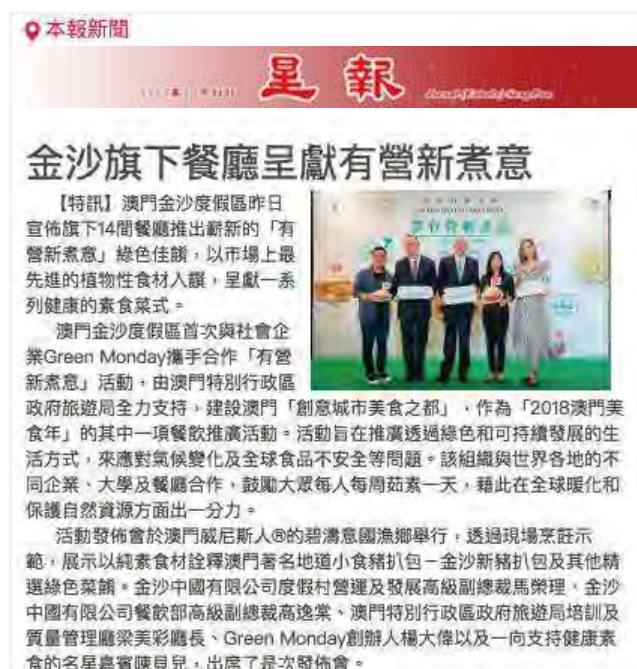 本報新聞
星報
金沙旗下餐廳呈獻有營新煮意
【特訊】澳門金沙度假區昨日
宣佈旗下14間餐廳推出嶄新的「有
營新煮意」綠色佳餚，以市場上最
先進的植物性食材入饌，呈獻一系
列健康的素食菜式。
澳門金沙度假區首次與社會企
業Green Monday攜手合作「有營
新煮意」活動，由澳門特別行政區
政府旅遊局全力支持，建設澳門「創意城市美食之都」，作為「2018澳門美
食年」的其中一項餐飲推廣活動。活動旨在推廣透過綠色和可持續發展的生
活方式，來應對氣候變化及全球食品不安全等問題。該組織與世界各地的不
同企業、大學及餐廳合作，鼓勵大眾每人每周茹素一天，藉此在全球暖化和
保護自然資源方面出一分力。
活動發佈會於澳門威尼斯人®的碧濤意國漁鄉舉行，透過現場烹飪示
範，展示以純素食材詮釋澳門著名地道小食豬扒包－金沙新豬扒包及其他精
選綠色菜餚。金沙中國有限公司度假村營運及發展高級副總裁馬榮理、金沙
中國有限公司餐飲部高級副總裁高逸棠、澳門特別行政區政府旅遊局培訓及
質量管理廳梁美彩廳長、Green Monday創辦人楊大偉以及一向支持健康素
食的名星嘉賓陳貝兒，出席了是次發佈會。